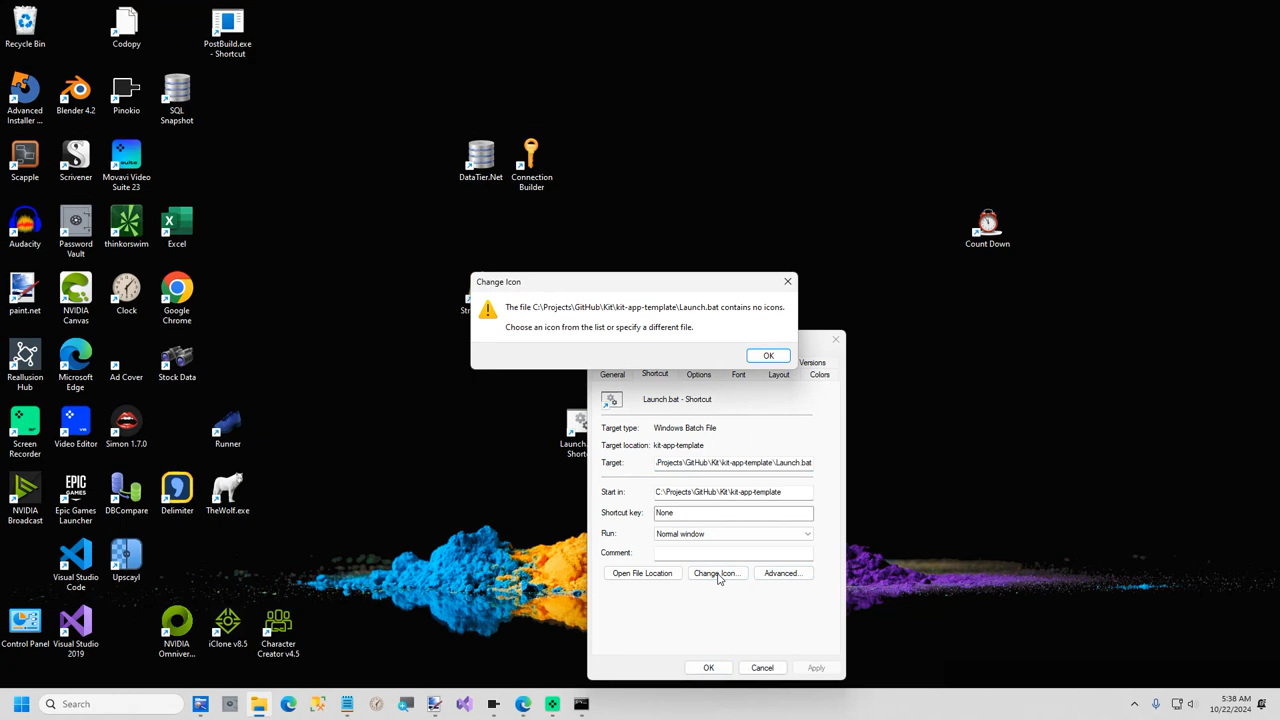 Recycle Bin
Codopy
PostBuild.exe
- Shortcut
Advanced
Installer ...
Blender 4.2
Pinokio
SQL
Snapshot
Scapple
Scrivener
Movavi Video
Suite 23
DataTier.Net
Connection
Builder
Audacity
Password
Vault
thinkorswim
Excel
Count Down
paint.net
NVIDIA
Canvas
Clock
Google
Chrome
Reallusion
Hub
Microsoft
Edge
Ad Cover
Stock Data
Screen
Recorder
Video Editor
Simon 1.7.0
Runner
NVIDIA
Broadcast
Epic Games
Launcher
DBCompare
Delimiter
TheWolf.exe
EPIC
GAMES
Visual Studio
Code
Upscayl
Control Panel
Visual Studio
2019
NVIDIA
Omniver...
iClone v8.5
Character
Creator v4.5
Change Icon
The file C:\Projects\GitHub\Kit\kit-app-template\Launch.bat contains no icons.
Choose an icon from the list or specify a different file.
OK
Versions
General
Shortcut
Options
Font
Layout
Colors
Launch.bat - Shortcut
Target type:
Windows Batch File
Target location:
kit-app-template
Target:
\Projects\GitHub\Kit\kit-app-template\Launch.bat
Start in:
C:\Projects\GitHub\Kit\kit-app-template
Shortcut key:
None
Run:
Normal window
Comment:
Open File Location
Change Icon...
Advanced...
OK
Cancel
Apply
Search
5:38 AM
10/22/2024